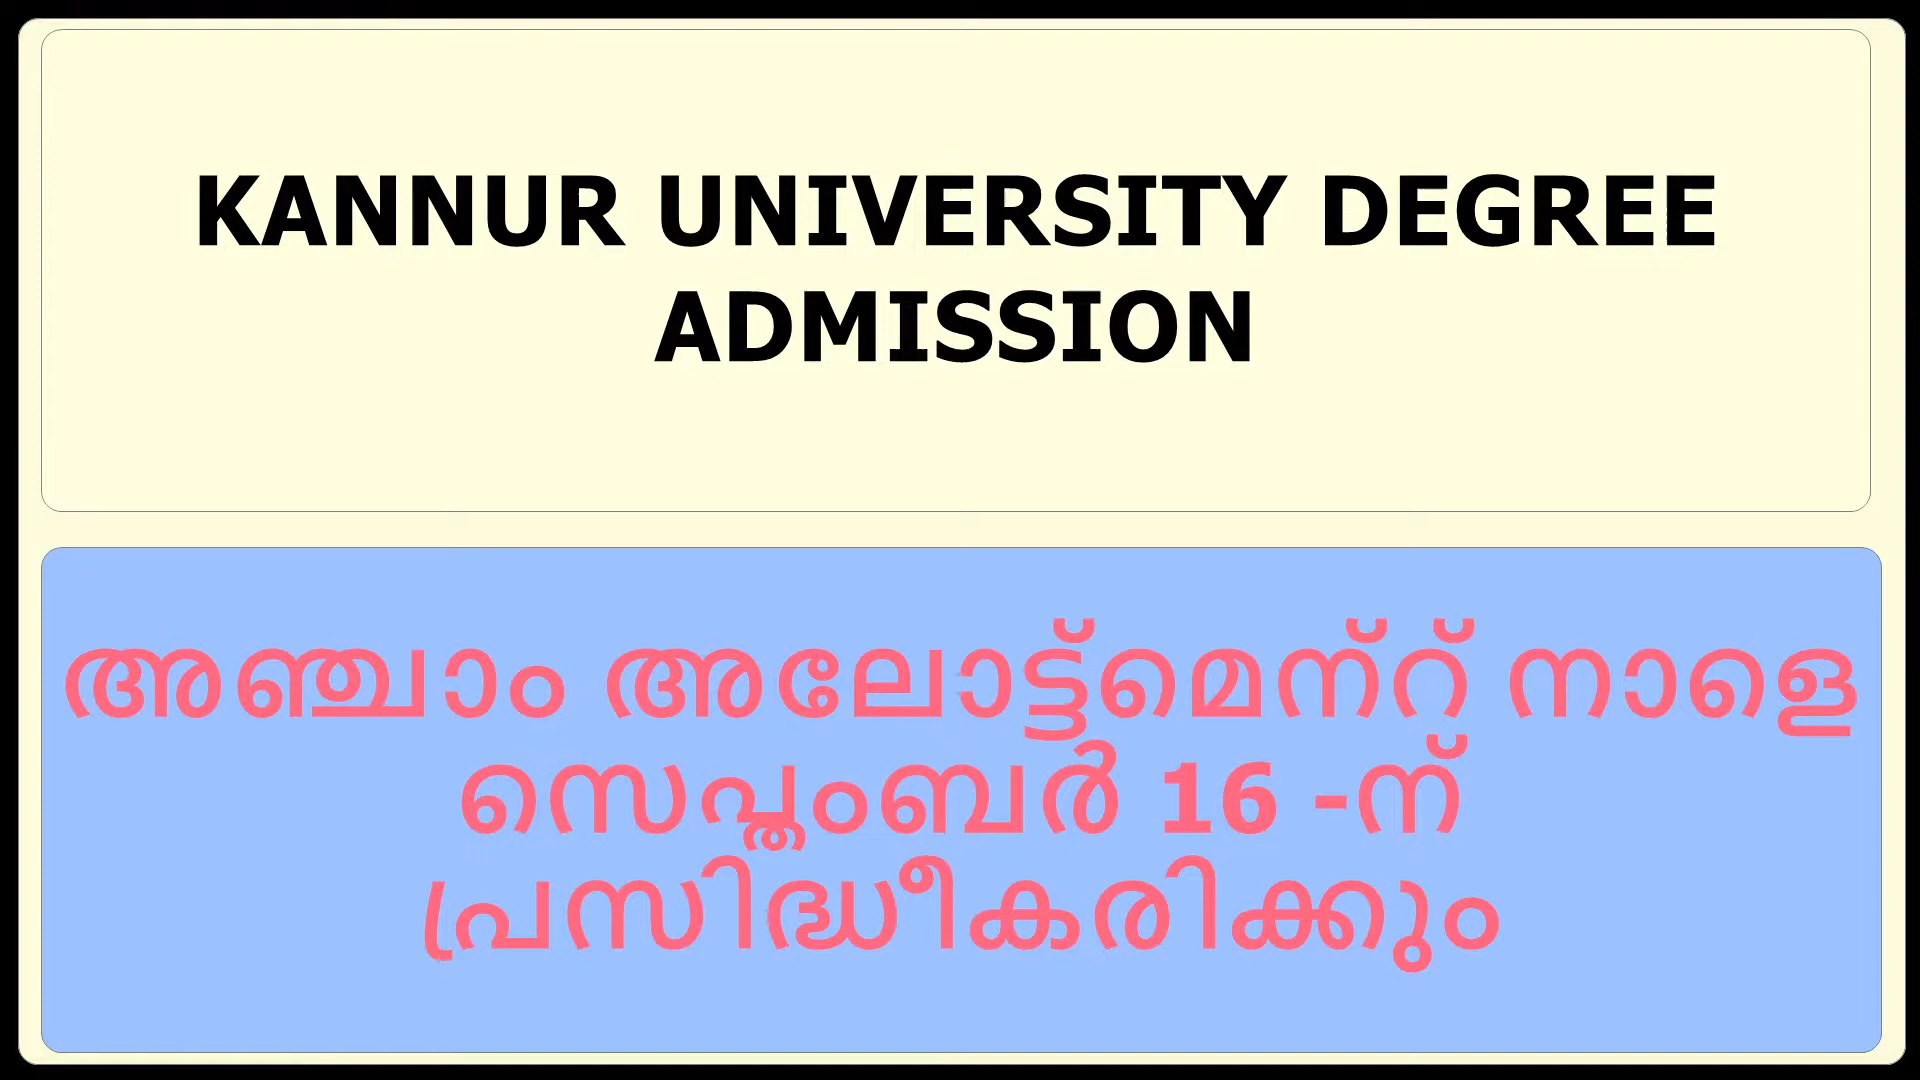 KANNUR UNIVERSITY DEGREE
ADMISSION
അഞ്ചാം അലോട്ട്മെന്റ് നാളെ
സെപ്തംബർ 16 -ന്
പ്രസിദ്ധീകരിക്കും